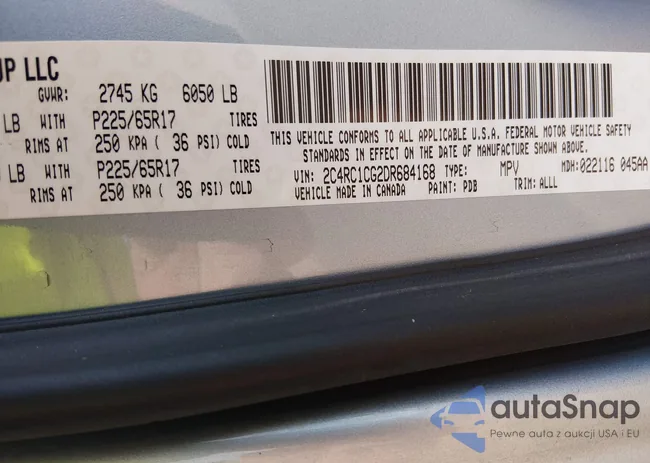 UP LLC
GVWR: 2745 KG 6050 LB
LB WITH P225/65R17 TIRES
RIMS AT 250 KPA ( 36 PSI) COLD
LB WITH P225/65R17 TIRES
RIMS AT 250 KPA ( 36 PSI) COLD
THIS VEHICLE CONFORMS TO ALL APPLICABLE U.S.A. FEDERAL MOTOR VEHICLE SAFETY
STANDARDS IN EFFECT ON THE DATE OF MANUFACTURE SHOWN ABOVE.
VIN: 2C4RC1CG2DR684168 TYPE: MPV MDH: 022116 045AA
VEHICLE MADE IN CANADA PAINT: PDB TRIM: ALLL
autaSnap
Pewne auta z aukcji USA i EU